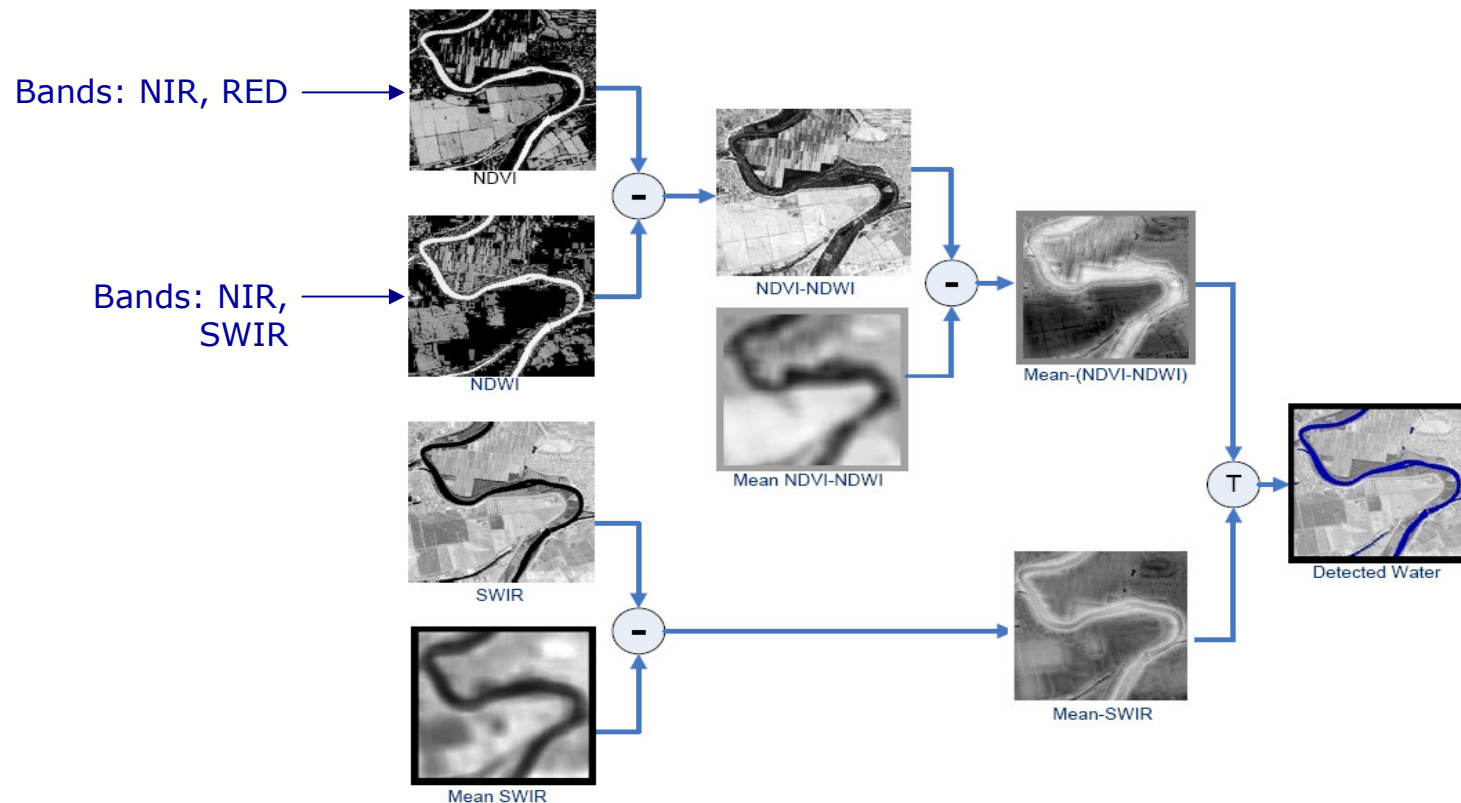 Bands: NIR, RED
NDVI
-
Bands: NIR,
SWIR
NDWI
NDVI-NDWI
-
Mean NDVI-NDWI
Mean-(NDVI-NDWI)
T
Detected Water
SWIR
-
Mean SWIR
Mean-SWIR